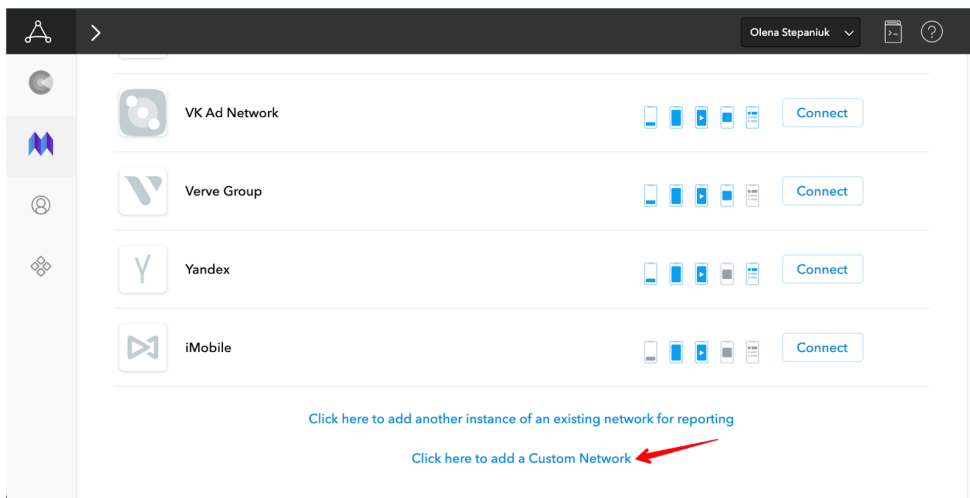 Olena Stepaniuk
VK Ad Network
Connect
Verve Group
Connect
Yandex
Connect
iMobile
Connect
Click here to add another instance of an existing network for reporting
Click here to add a Custom Network